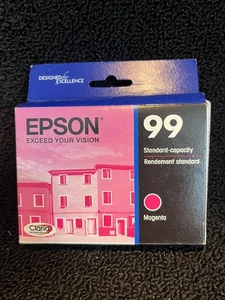 DESIGNED for EXCELLENCE
EPSON
EXCEED YOUR VISION
99
Standard-capacity
Rendement standard
Magenta
Claria